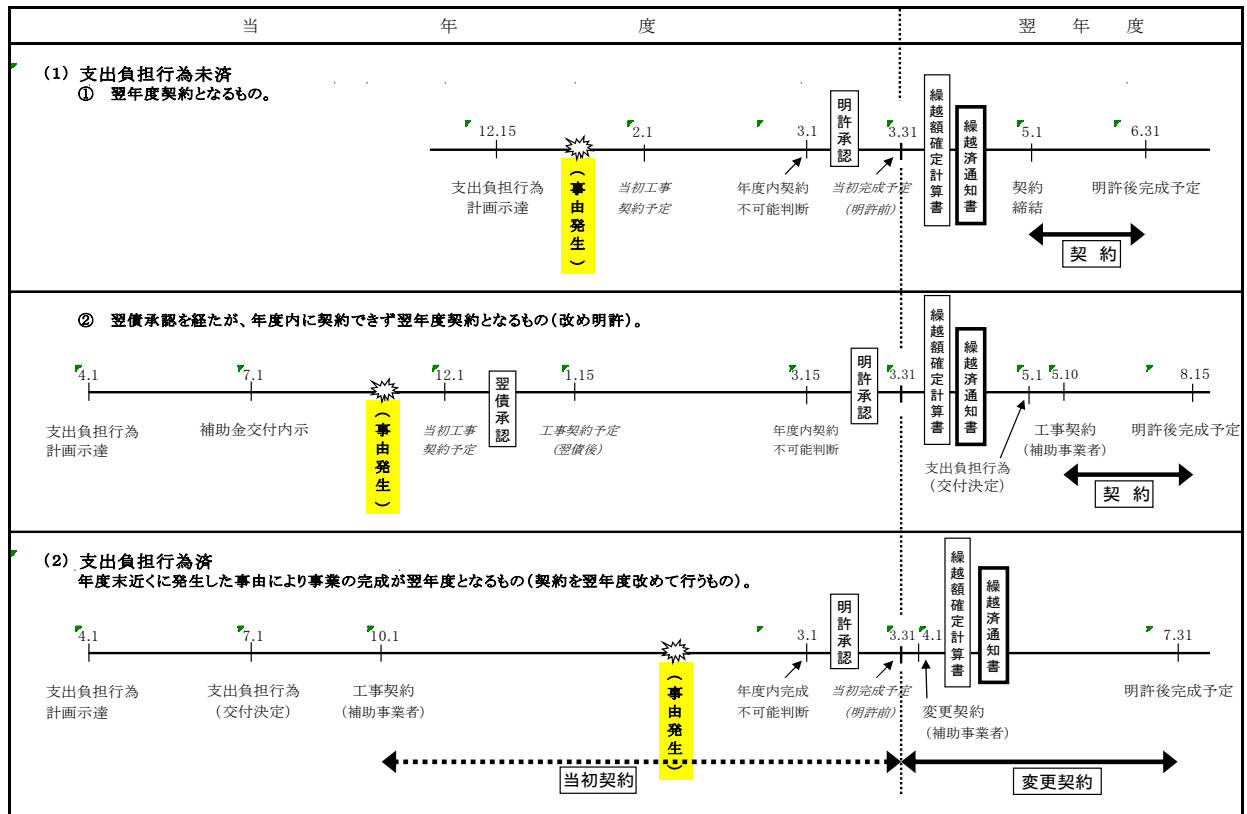 当　年　度
翌　年　度
(1) 支出負担行為未済
①　翌年度契約となるもの。
12.15
2.1
3.1
明許承認
3.31
繰越額確定計算書
繰越済通知書
5.1
6.31
支出負担行為
計画示達
(事由発生)
当初工事
契約予定
年度内契約
不可能判断
当初完成予定
(明許前)
契約
締結
明許後完成予定
契　約
②　翌債承認を経たが、年度内に契約できず翌年度契約となるもの(改め明許)。
4.1
7.1
12.1
翌債承認
1.15
3.15
明許承認
3.31
繰越額確定計算書
繰越済通知書
5.1
5.10
8.15
支出負担行為
計画示達
補助金交付内示
(事由発生)
当初工事
契約予定
工事契約予定
(翌債後)
年度内契約
不可能判断
支出負担行為
(交付決定)
工事契約
(補助事業者)
明許後完成予定
契　約
(2) 支出負担行為済
年度末近くに発生した事由により事業の完成が翌年度となるもの(契約を翌年度改めて行うもの)。
4.1
7.1
10.1
3.1
明許承認
3.31
4.1
繰越額確定計算書
繰越済通知書
7.31
支出負担行為
計画示達
支出負担行為
(交付決定)
工事契約
(補助事業者)
(事由発生)
年度内完成
不可能判断
当初完成予定
(明許前)
変更契約
(補助事業者)
明許後完成予定
当初契約
変更契約